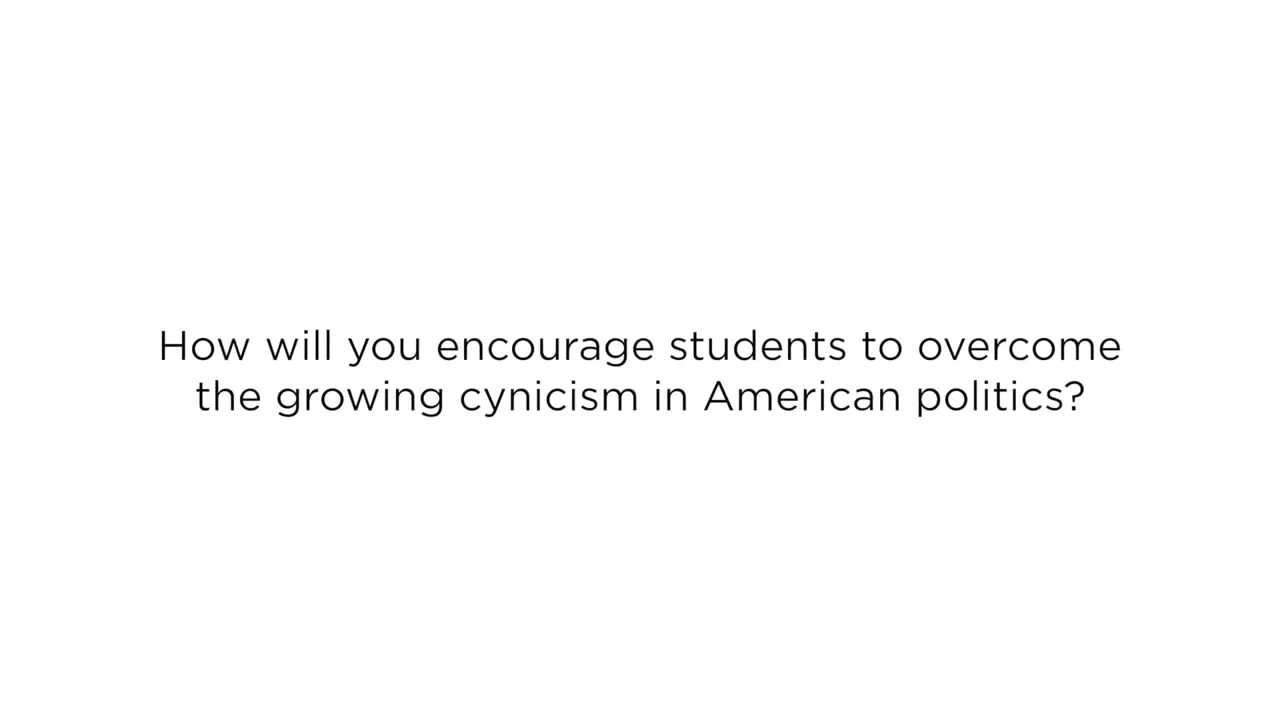 How will you encourage students to overcome
the growing cynicism in American politics?